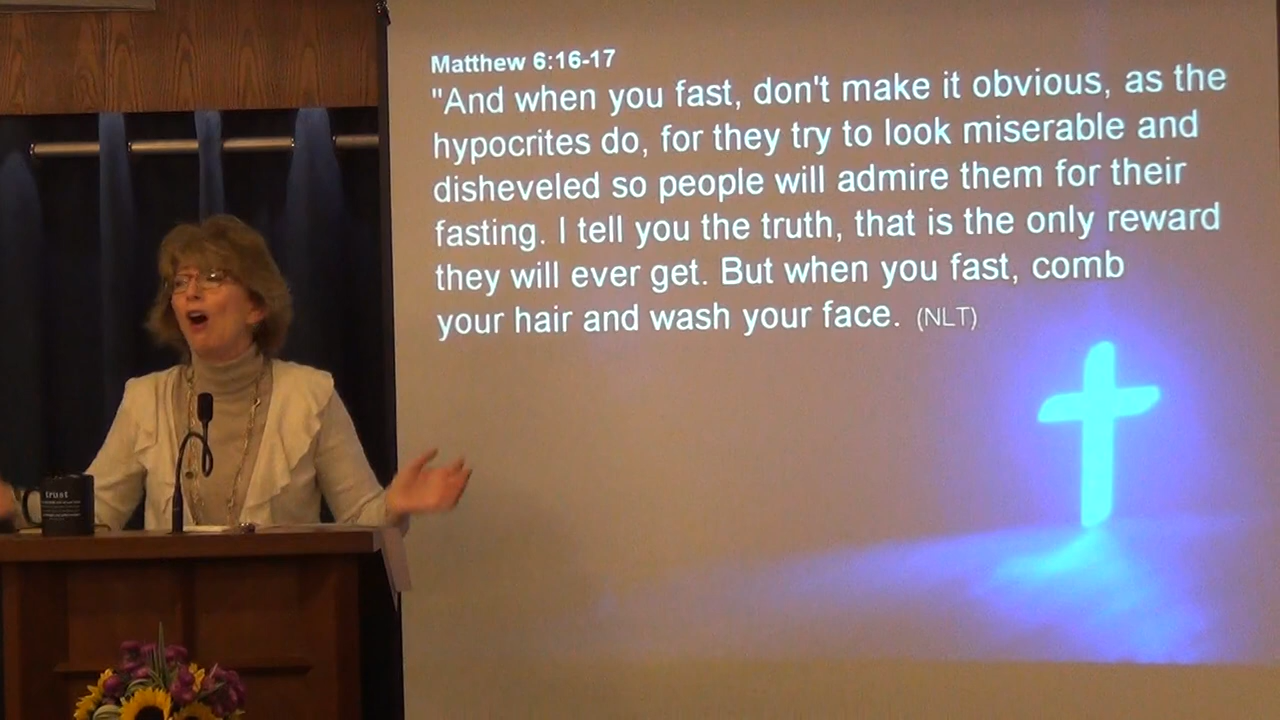 Matthew 6:16-17
"And when you fast, don't make it obvious, as the
hypocrites do, for they try to look miserable and
disheveled so people will admire them for their
fasting. I tell you the truth, that is the only reward
they will ever get. But when you fast, comb
your hair and wash your face. (NLT)
trust